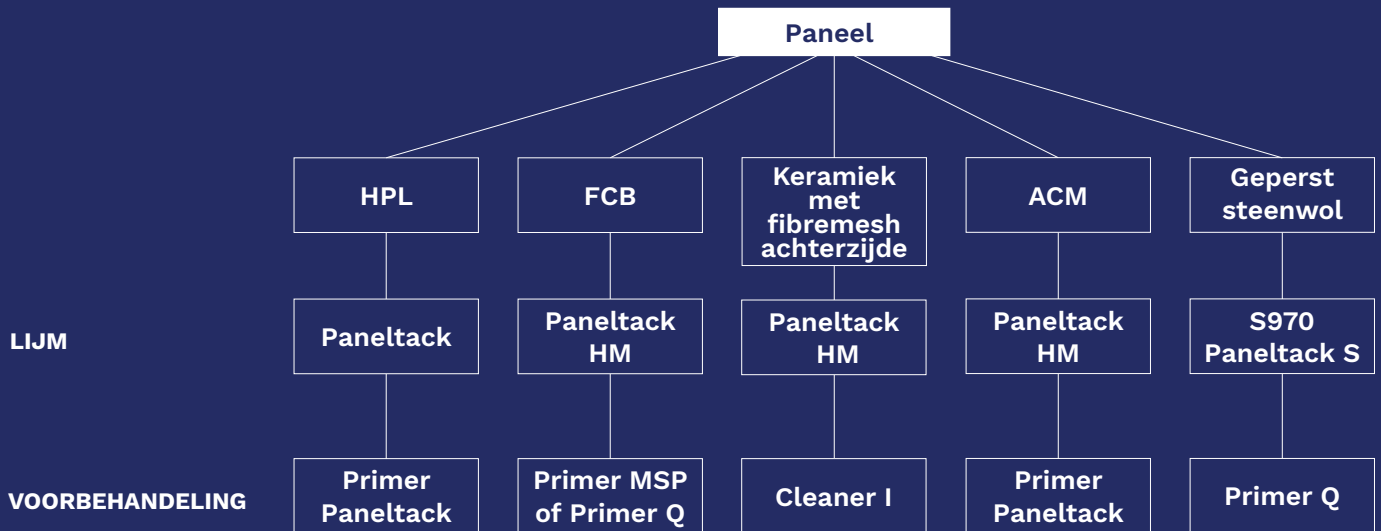 Paneel
HPL
FCB
Keramiek
met
fibremesh
achterzijde
ACM
Geperst
steenwol
LIJM
Paneltack
Paneltack
HM
Paneltack
HM
Paneltack
HM
S970
Paneltack S
VOORBEHANDELING
Primer
Paneltack
Primer MSP
of Primer Q
Cleaner I
Primer
Paneltack
Primer Q